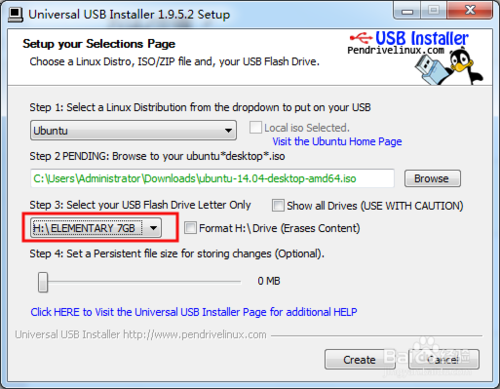 Universal USB Installer 1.9.5.2 Setup
Setup your Selections Page
Choose a Linux Distro, ISO/ZIP file and, your USB Flash Drive.
USB Installer
Pendrivelinux.com
Step 1: Select a Linux Distribution from the dropdown to put on your USB
Ubuntu
Local iso Selected.
Visit the Ubuntu Home Page
Step 2 PENDING: Browse to your ubuntu*desktop*.iso
C:\Users\Administrator\Downloads\ubuntu-14.04-desktop-amd64.iso
Browse
Step 3: Select your USB Flash Drive Letter Only
Show all Drives (USE WITH CAUTION)
H:\ ELEMENTARY 7GB
Format H:\ Drive (Erases Content)
Step 4: Set a Persistent file size for storing changes (Optional).
0 MB
Click HERE to Visit the Universal USB Installer Page for additional HELP
Universal USB Installer http://www.pendrivelinux.com
Create
Cancel